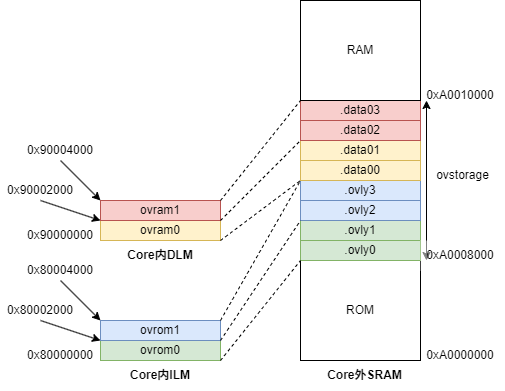 RAM
0xA0010000
.data03
.data02
.data01
.data00
.ovly3
.ovly2
.ovly1
.ovly0
ovstorage
0xA0008000
ROM
0xA0000000
Core外SRAM
0x90004000
0x90002000
0x90000000
ovram1
ovram0
Core内DLM
0x80004000
0x80002000
0x80000000
ovrom1
ovrom0
Core内ILM